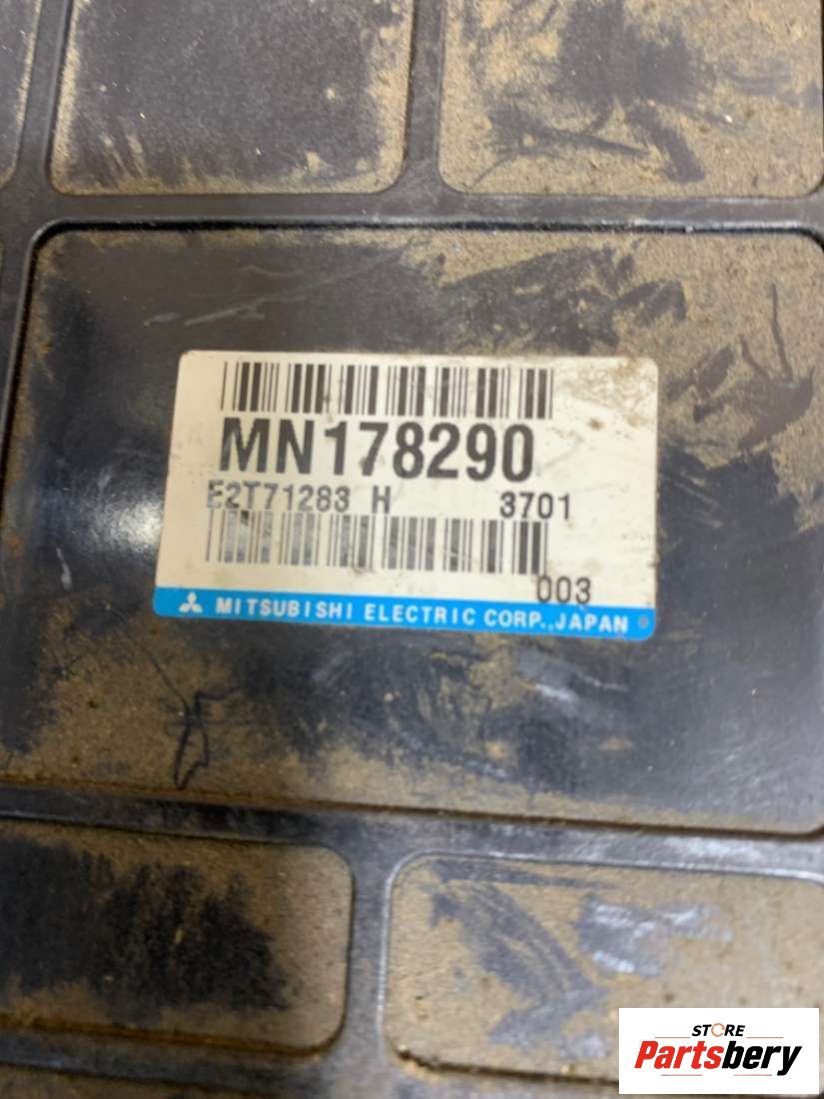 MN178290
E2T71283 H 3701
003
MITSUBISHI ELECTRIC CORP.,JAPAN
STORE
Partsbery